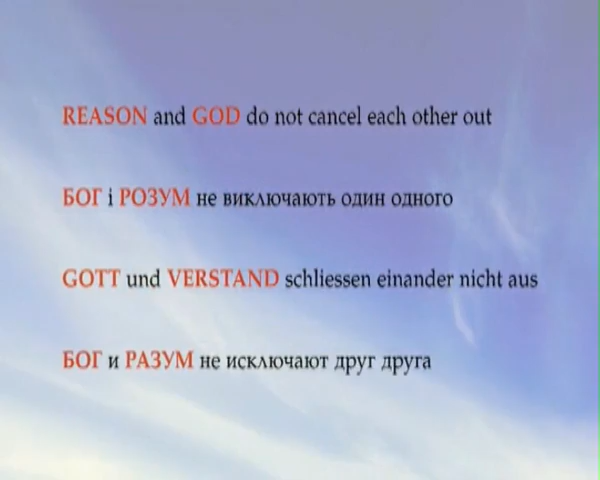 REASON and GOD do not cancel each other out
БОГ і РОЗУМ не виключають один одного
GOTT und VERSTAND schliessen einander nicht aus
БОГ и РАЗУМ не исключают друг друга